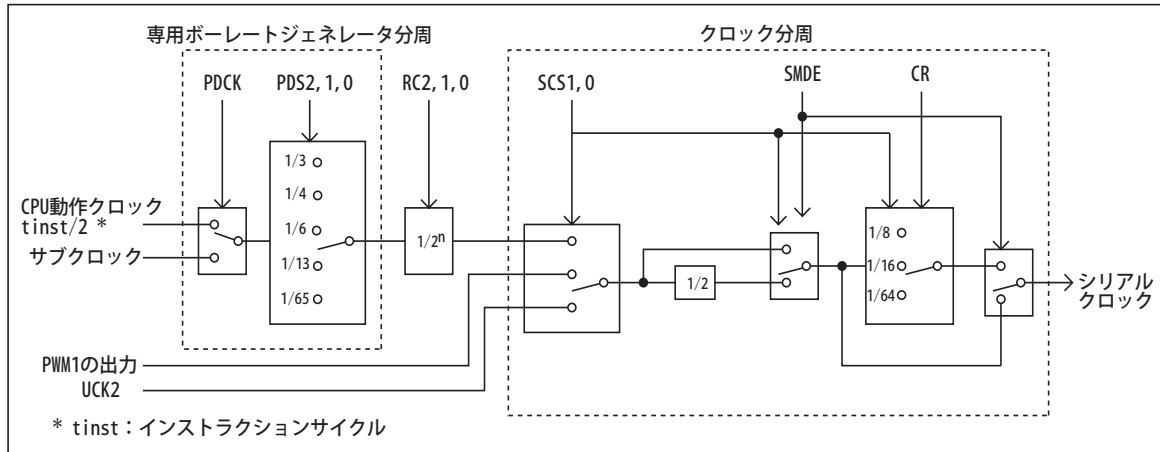 専用ボーレートジェネレータ分周
クロック分周
PDCK
PDS2,1,0
RC2,1,0
SCS1,0
SMDE
CR
1/3
1/4
1/6
1/13
1/65
CPU動作クロック
tinst/2 *
サブクロック
1/2ⁿ
1/2
1/8
1/16
1/64
シリアル
クロック
PWM1の出力
UCK2
* tinst：インストラクションサイクル